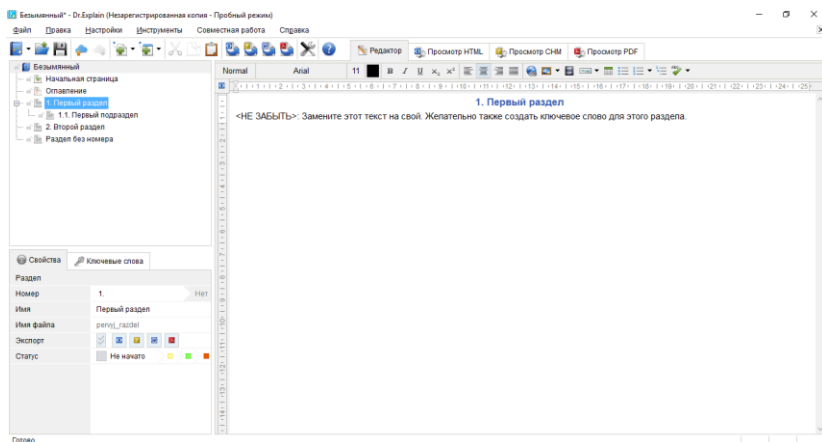 Безымянный* - Dr.Explain (Незарегистрированная копия - Пробный режим)
Файл Правка Настройки Инструменты Совместная работа Справка
Редактор Просмотр HTML Просмотр CHM Просмотр PDF
Безымянный
Начальная страница
Оглавление
1. Первый раздел
1.1. Первый подраздел
2. Второй раздел
Раздел без номера
Normal Arial 11
1. Первый раздел
<НЕ ЗАБЫТЬ>: Замените этот текст на свой. Желательно также создать ключевое слово для этого раздела.
Свойства Ключевые слова
Раздел
Номер 1. Нет
Имя Первый раздел
Имя файла pervyj_razdel
Экспорт
Статус Не начато
Готово